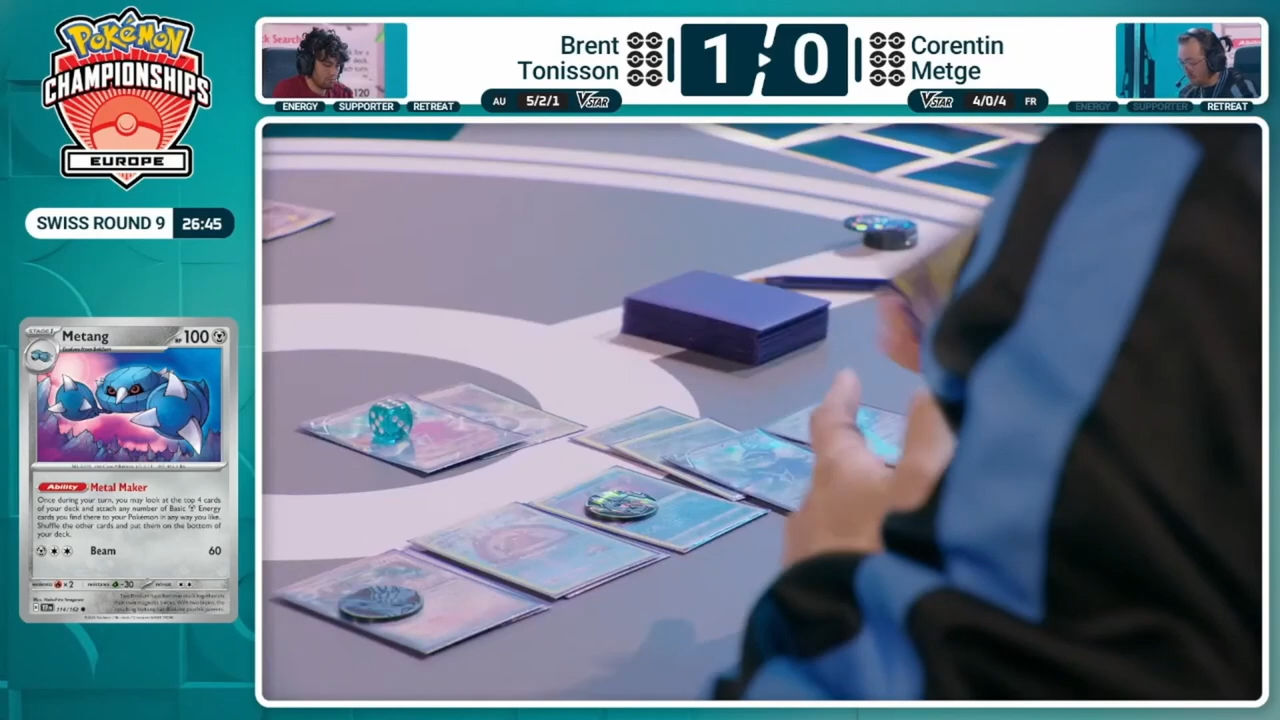 Pokémon
CHAMPIONSHIPS
EUROPE
SWISS ROUND 9 26:45
Brent
Tonisson
1 0
Corentin
Metge
ENERGY SUPPORTER RETREAT
AU 5/2/1 VSTAR
VSTAR 4/0/4 FR
ENERGY SUPPORTER RETREAT
Metang
HP 100
Ability Metal Maker
Once during your turn, you may look at the top 4 cards
of your deck and attach any number of Basic Energy
cards you find there to your Pokémon in any way you like.
Shuffle the other cards and put them on the bottom of
your deck.
Beam 60
114/162